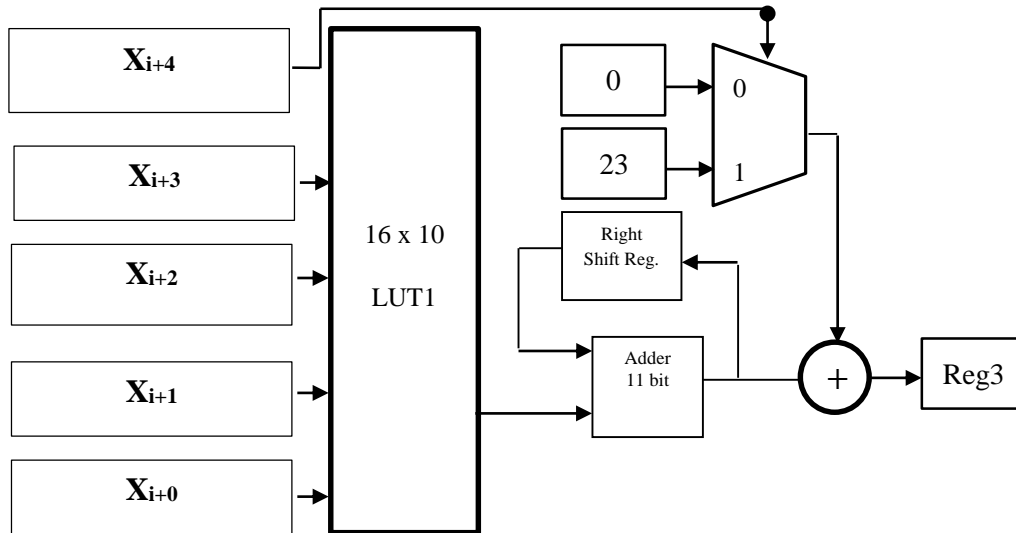 Xi+4
0
0
23
1
Xi+3
16 x 10
LUT1
Right
Shift Reg.
Xi+2
Adder
11 bit
+
Reg3
Xi+1
Xi+0